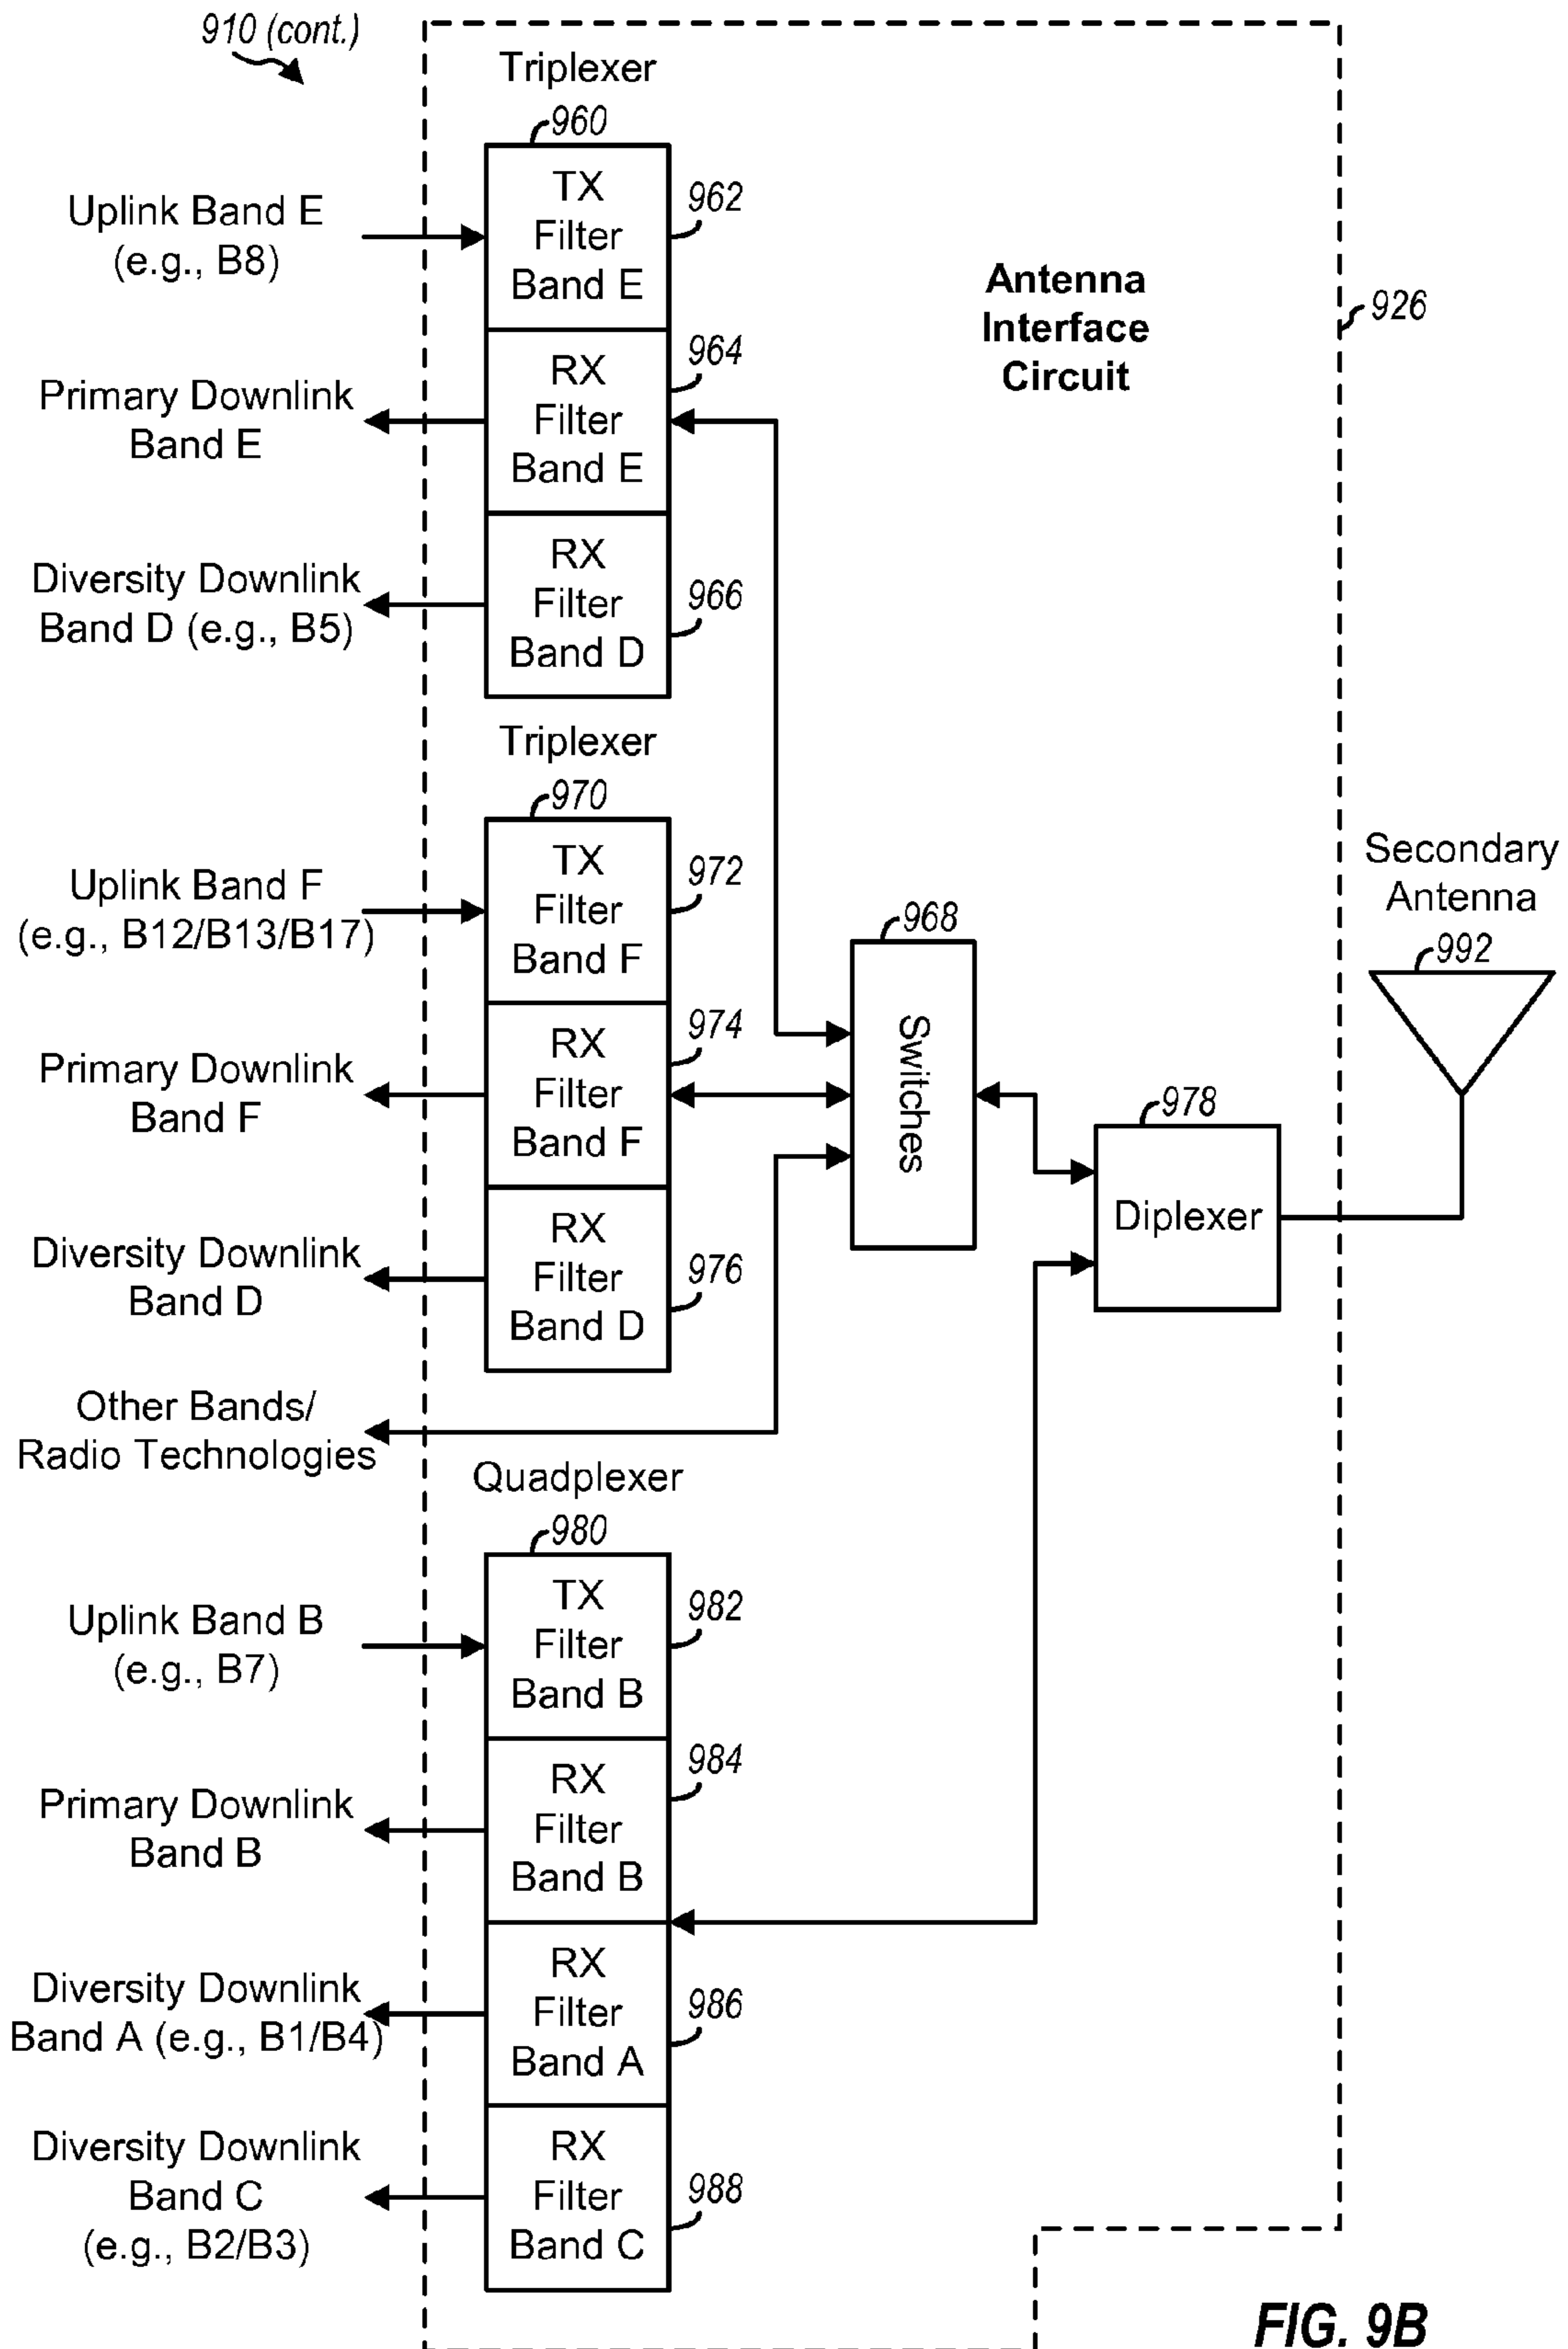 910 (cont.)
Triplexer
960
Uplink Band E
(e.g., B8)
TX
Filter
Band E
962
Antenna
Interface
Circuit
926
Primary Downlink
Band E
RX
Filter
Band E
964
Diversity Downlink
Band D (e.g., B5)
RX
Filter
Band D
966
Triplexer
970
Uplink Band F
(e.g., B12/B13/B17)
TX
Filter
Band F
972
Primary Downlink
Band F
RX
Filter
Band F
974
Diversity Downlink
Band D
RX
Filter
Band D
976
968
Switches
978
Diplexer
Secondary
Antenna
992
Other Bands/
Radio Technologies
Quadplexer
980
Uplink Band B
(e.g., B7)
TX
Filter
Band B
982
Primary Downlink
Band B
RX
Filter
Band B
984
Diversity Downlink
Band A (e.g., B1/B4)
RX
Filter
Band A
986
Diversity Downlink
Band C
(e.g., B2/B3)
RX
Filter
Band C
988
FIG. 9B